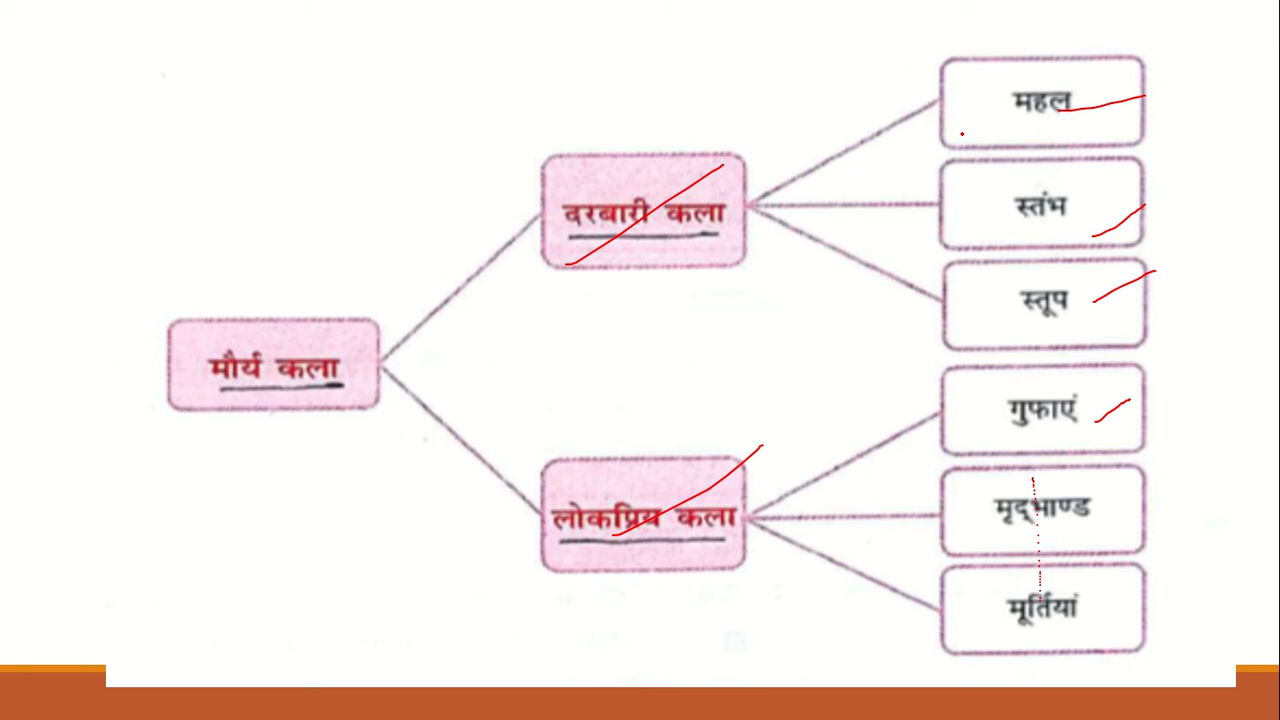 मौर्य कला
दरबारी कला
महल
स्तंभ
स्तूप
लोकप्रिय कला
गुफाएं
मृद्भाण्ड
मूर्तियां